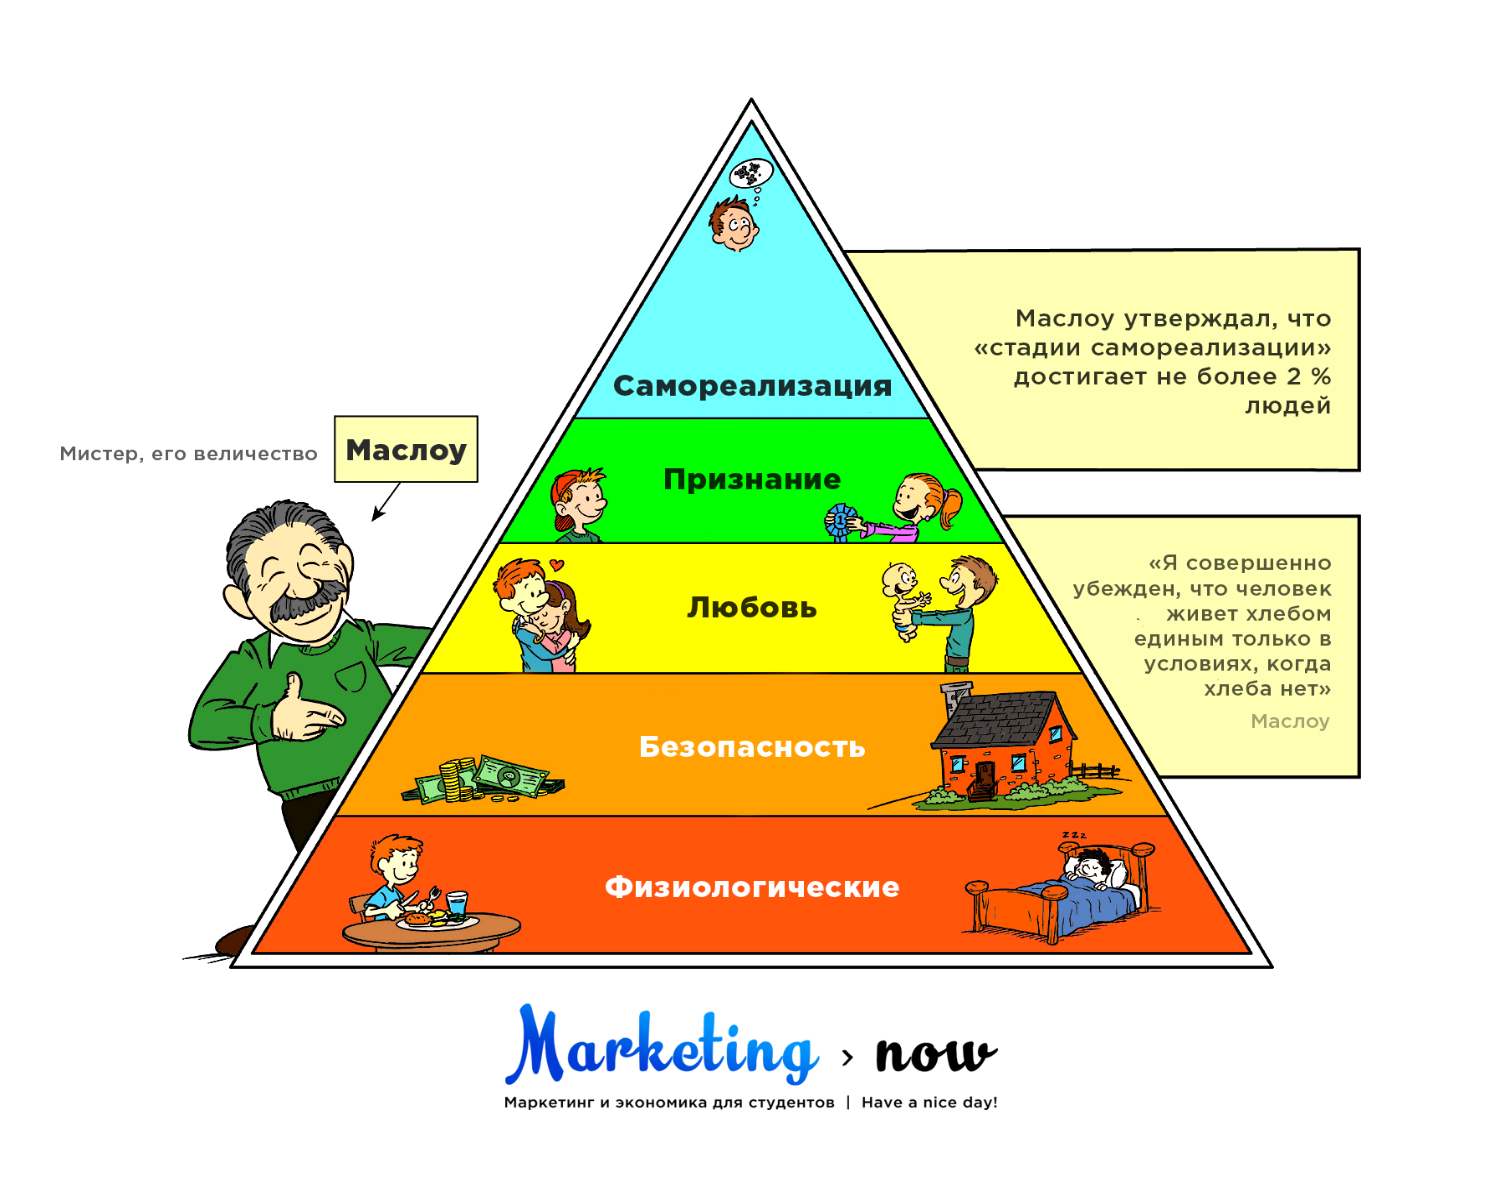 Самореализация
Маслоу утверждал, что
«стадии самореализации»
достигает не более 2 %
людей
Мистер, его величество
Маслоу
Признание
1
Любовь
«Я совершенно
убежден, что человек
живет хлебом
единым только в
условиях, когда
хлеба нет»
Маслоу
Безопасность
Физиологические
zzz
Marketing > now
Маркетинг и экономика для студентов | Have a nice day!